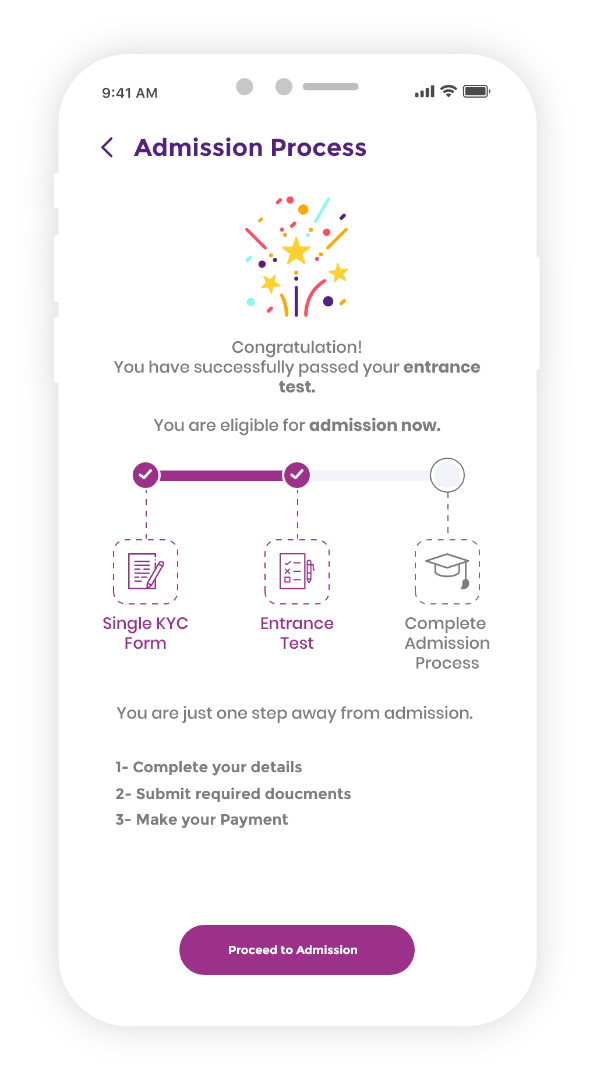 9:41 AM
Admission Process
Congratulation!
You have successfully passed your entrance
test.
You are eligible for admission now.
Single KYC
Form
Entrance
Test
Complete
Admission
Process
You are just one step away from admission.
1- Complete your details
2- Submit required doucments
3- Make your Payment
Proceed to Admission